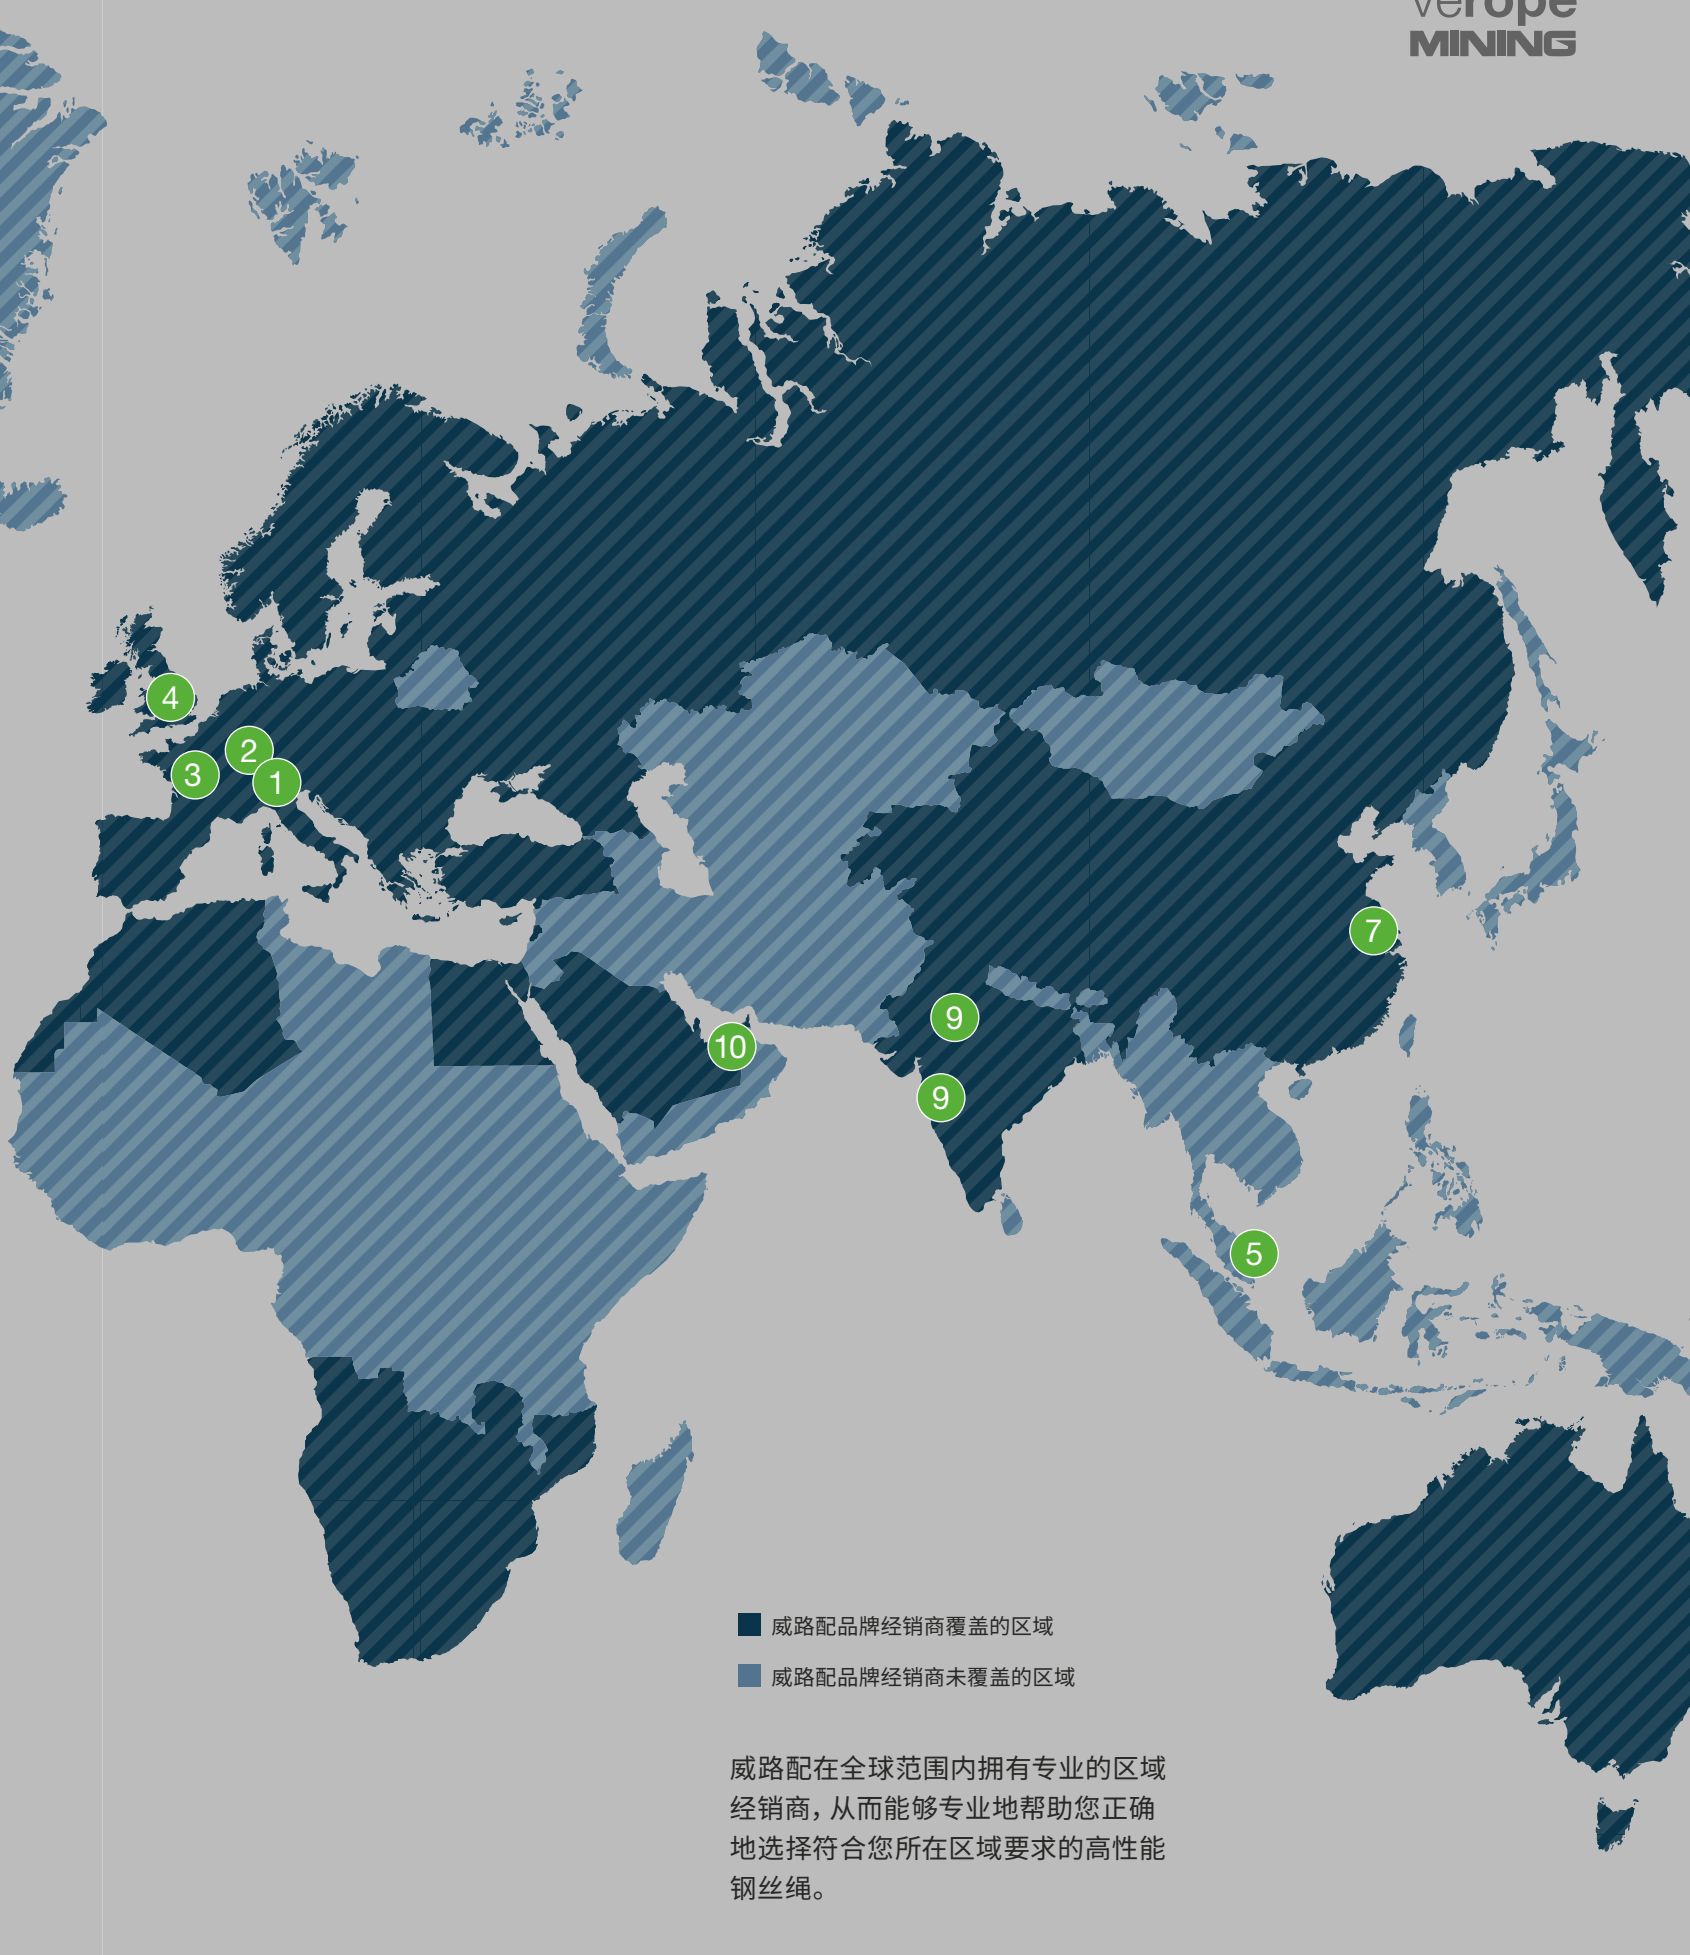 verope
MINING
4
2
3
1
7
9
10
9
5
威路配品牌经销商覆盖的区域
威路配品牌经销商未覆盖的区域
威路配在全球范围内拥有专业的区域
经销商，从而能够专业地帮助您正确
地选择符合您所在区域要求的高性能
钢丝绳。